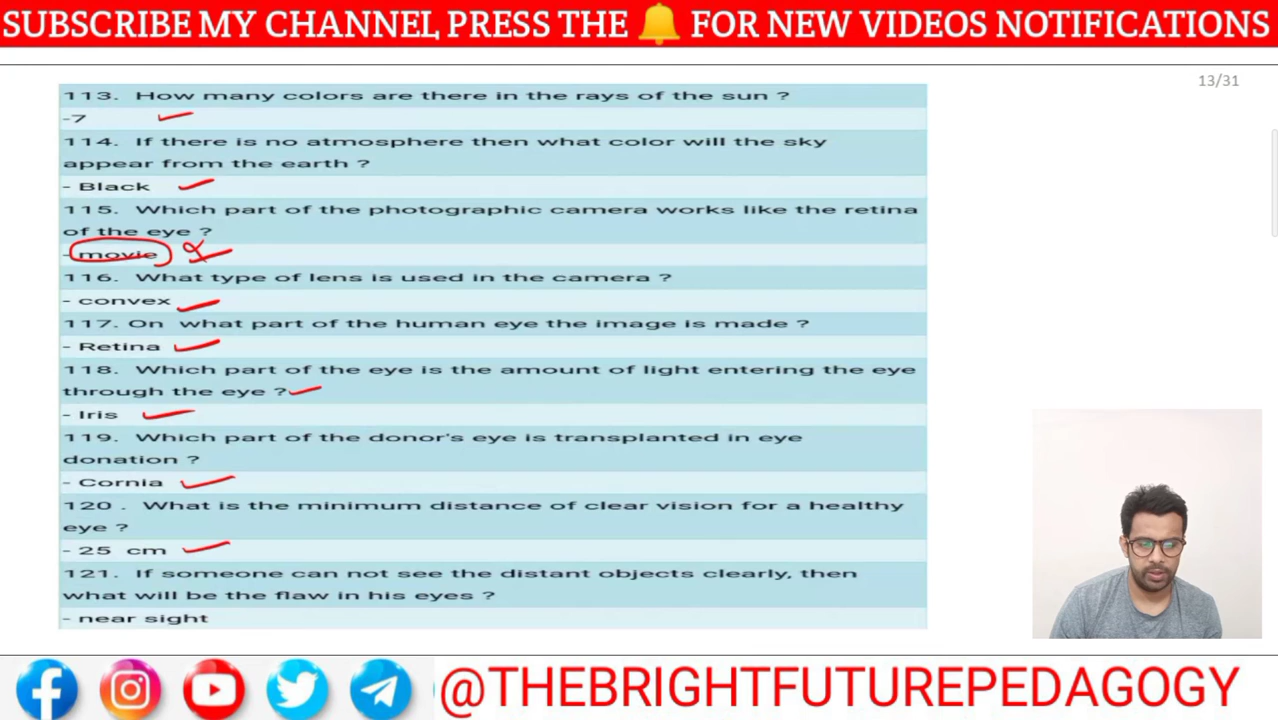 SUBSCRIBE MY CHANNEL, PRESS THE 🔔 FOR NEW VIDEOS NOTIFICATIONS
13/31
113. How many colors are there in the rays of the sun ?
-7
114. If there is no atmosphere then what color will the sky
appear from the earth ?
- Black
115. Which part of the photographic camera works like the retina
of the eye ?
- movie
116. What type of lens is used in the camera ?
- convex
117. On what part of the human eye the image is made ?
- Retina
118. Which part of the eye is the amount of light entering the eye
through the eye ?
- Iris
119. Which part of the donor's eye is transplanted in eye
donation ?
- Cornia
120 . What is the minimum distance of clear vision for a healthy
eye ?
- 25 cm
121. If someone can not see the distant objects clearly, then
what will be the flaw in his eyes ?
- near sight
@THEBRIGHTFUTUREPEDAGOGY